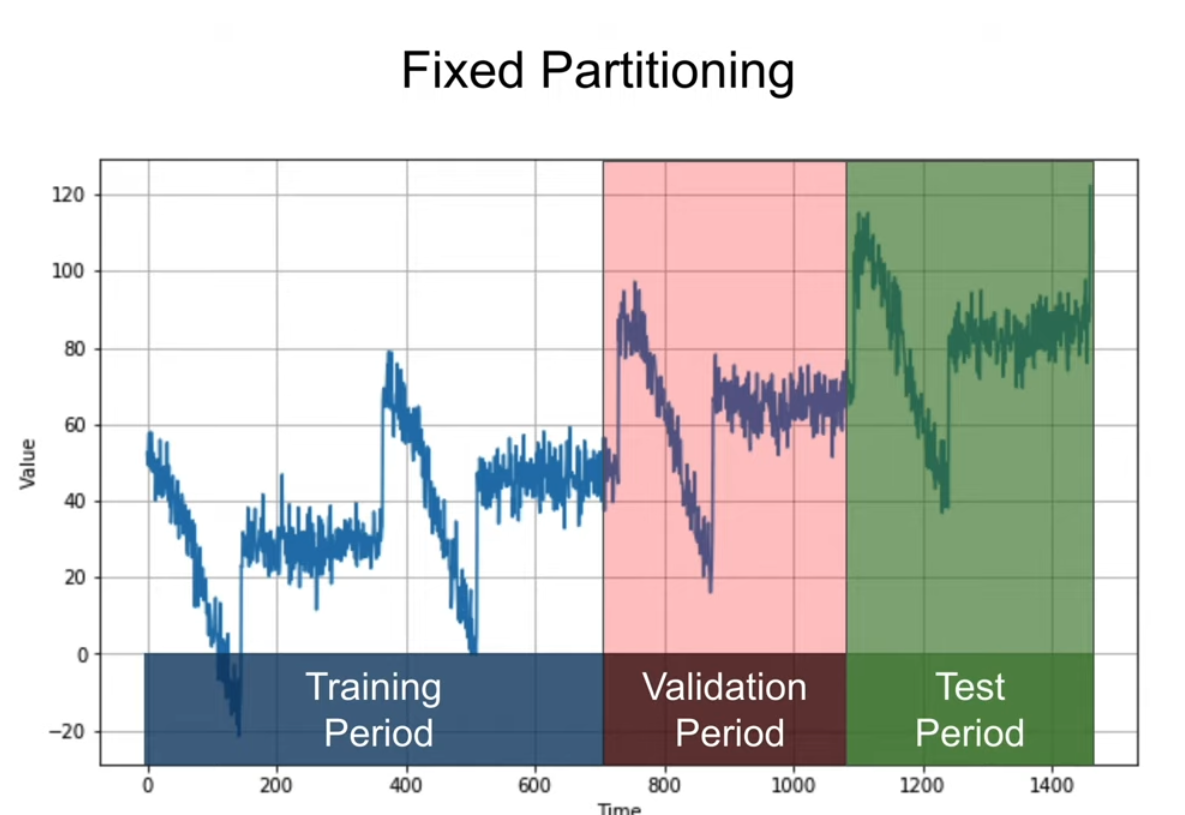 Fixed Partitioning
120
100
80
60
40
20
0
−20
Value
Training
Period
Validation
Period
Test
Period
0 200 400 600 800 1000 1200 1400
Time